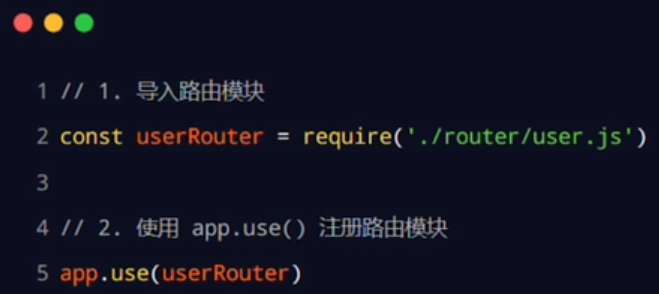 1 // 1. 导入路由模块
2 const userRouter = require('./router/user.js')
3
4 // 2. 使用 app.use() 注册路由模块
5 app.use(userRouter)